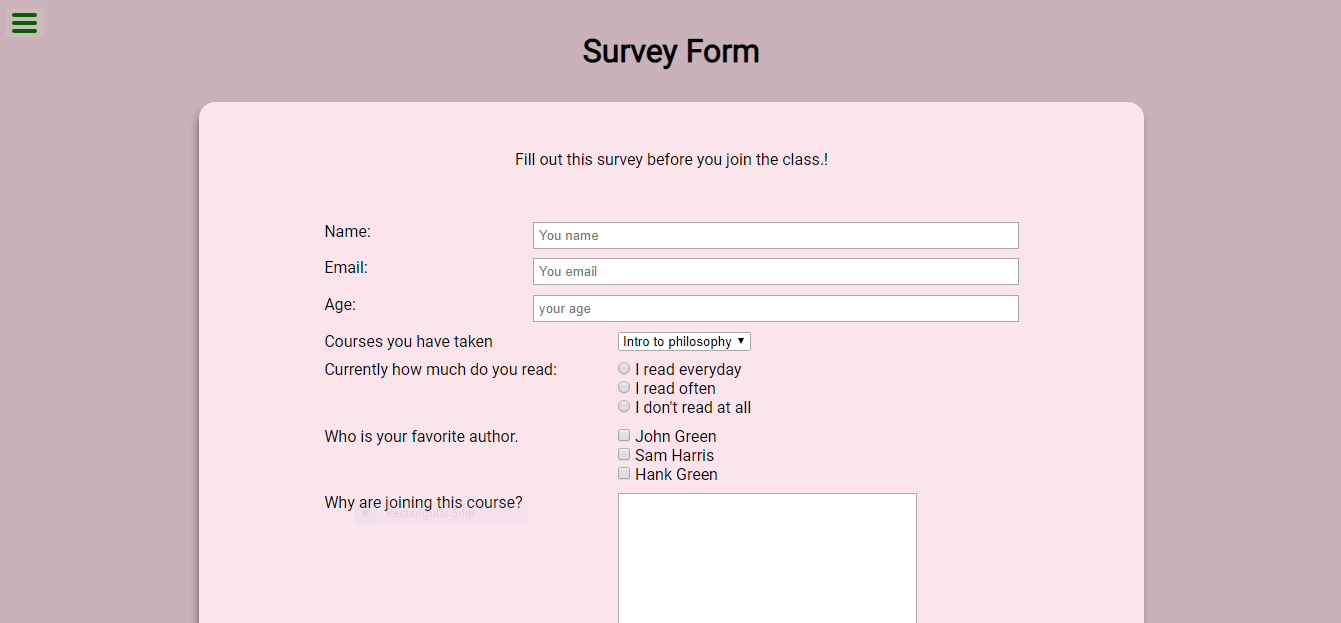 Survey Form
Fill out this survey before you join the class.!
Name:
You name
Email:
You email
Age:
your age
Courses you have taken
Intro to philosophy
Currently how much do you read:
I read everyday
I read often
I don't read at all
Who is your favorite author.
John Green
Sam Harris
Hank Green
Why are joining this course?
Rectangular Snip